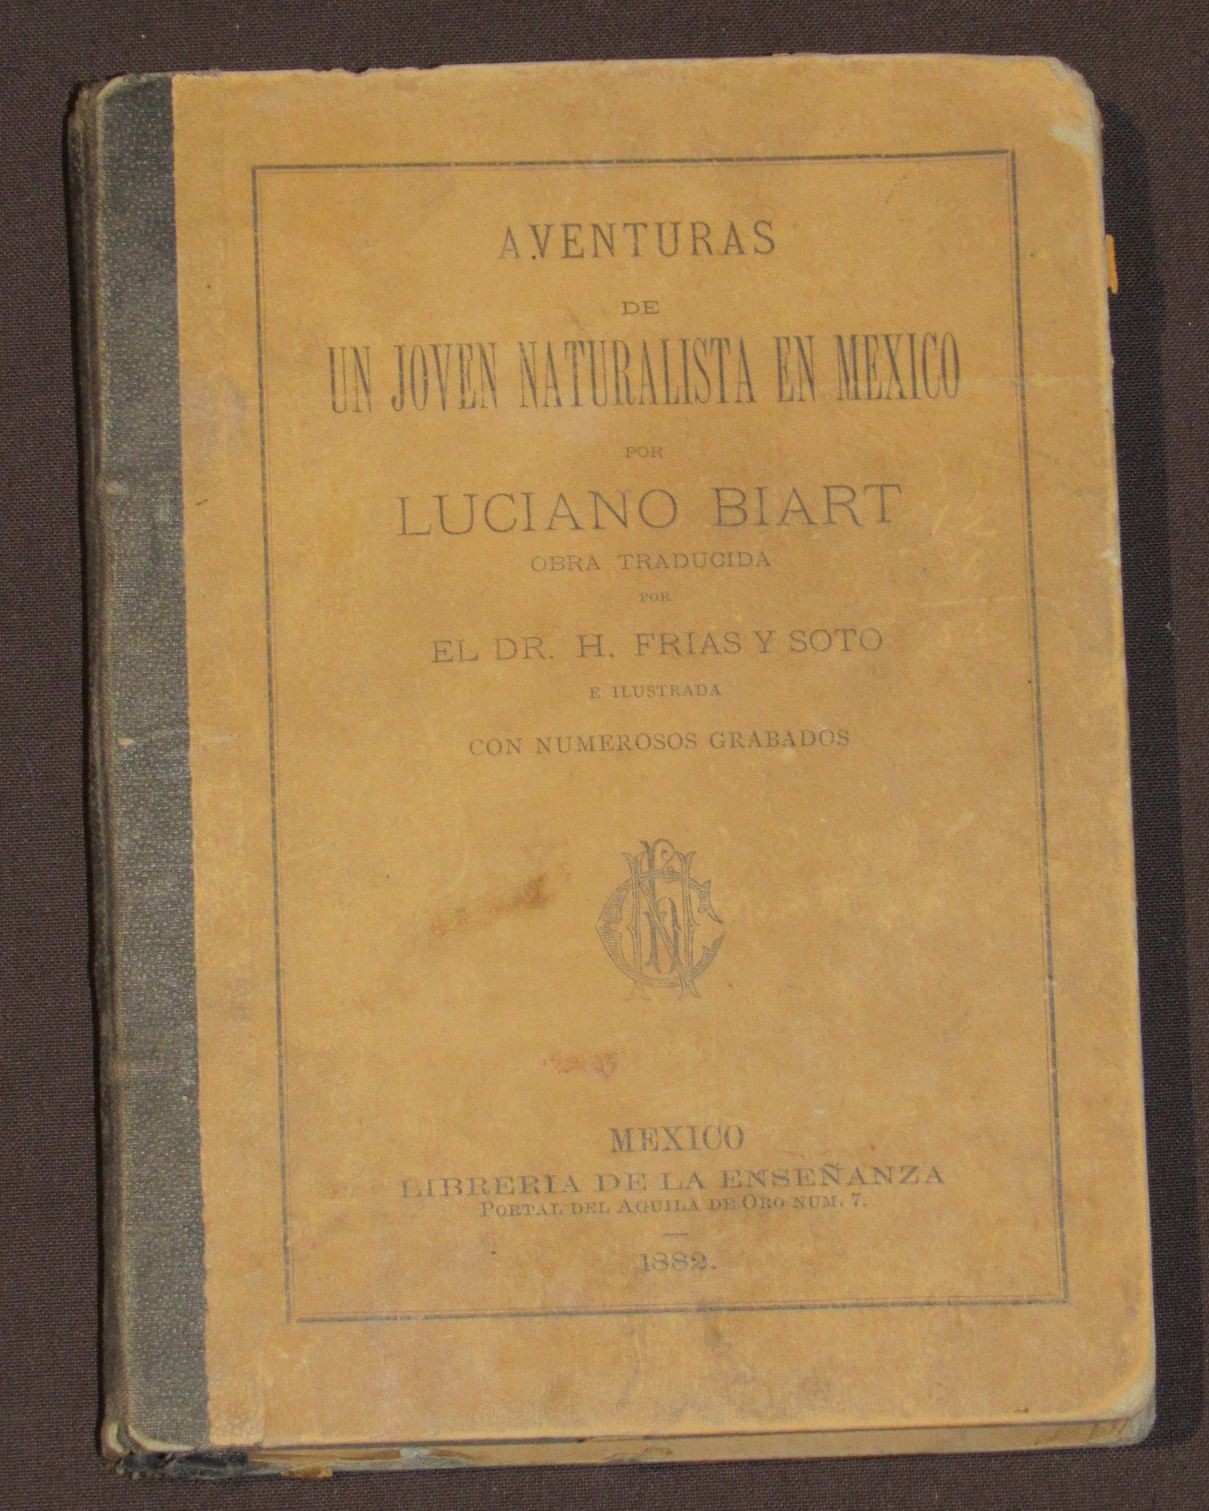 AVENTURAS
DE
UN JOVEN NATURALISTA EN MEXICO
POR
LUCIANO BIART
OBRA TRADUCIDA
POR
EL DR. H. FRIAS Y SOTO
E ILUSTRADA
CON NUMEROSOS GRABADOS
MEXICO
LIBRERIA DE LA ENSEÑANZA
PORTAL DEL AGUILA DE ORO NUM. 7.
1882.